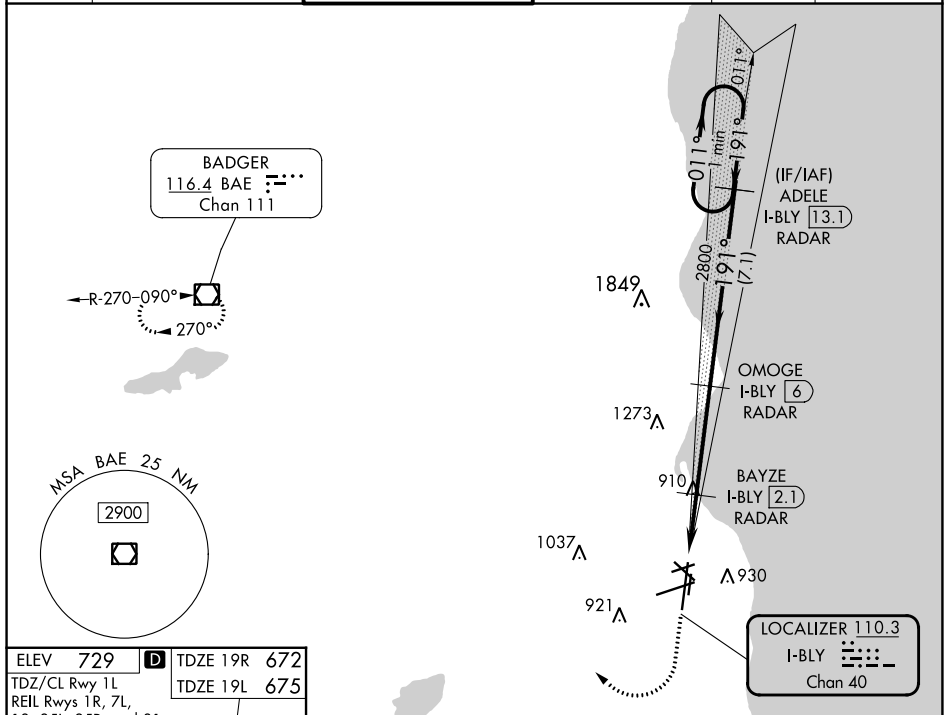 BADGER
116.4 BAE
Chan 111
R-270-090°
270°
MSA BAE 25 NM
2900
1849
1273
910
1037
921
930
011°
011°
1 min
191°
(IF/IAF)
ADELE
I-BLY 13.1
RADAR
2800
191°
(7.1)
OMOGE
I-BLY 6
RADAR
BAYZE
I-BLY 2.1
RADAR
LOCALIZER 110.3
I-BLY
Chan 40
ELEV 729 D TDZE 19R 672
TDZE 19L 675
TDZ/CL Rwy 1L
REIL Rwys 1R, 7L,